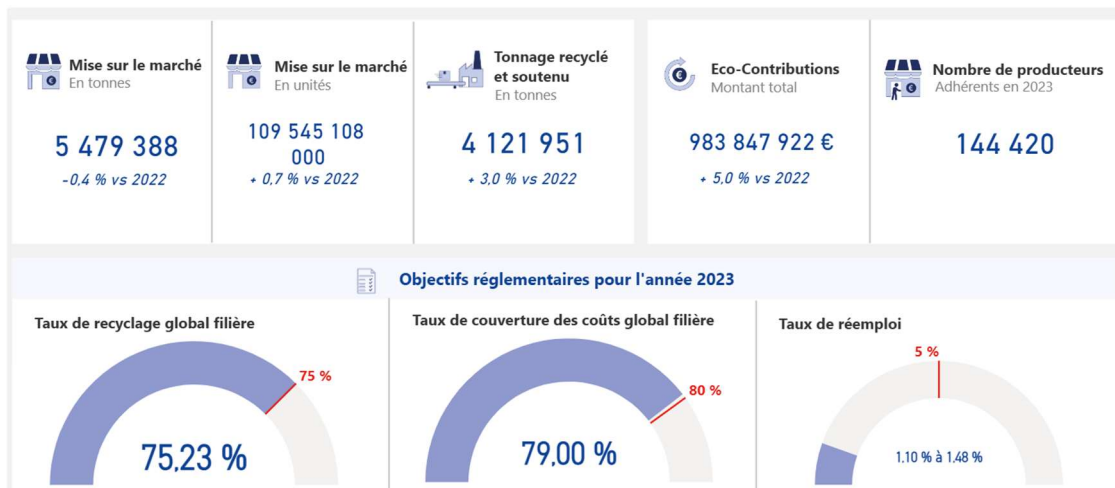 Mise sur le marché
En tonnes
5 479 388
-0,4 % vs 2022
Mise sur le marché
En unités
109 545 108
000
+ 0,7 % vs 2022
Tonnage recyclé
et soutenu
En tonnes
4 121 951
+ 3,0 % vs 2022
Eco-Contributions
Montant total
983 847 922 €
+ 5,0 % vs 2022
Nombre de producteurs
Adhérents en 2023
144 420
Objectifs réglementaires pour l'année 2023
Taux de recyclage global filière
75 %
75,23 %
Taux de couverture des coûts global filière
80 %
79,00 %
Taux de réemploi
5 %
1,10 % à 1,48 %